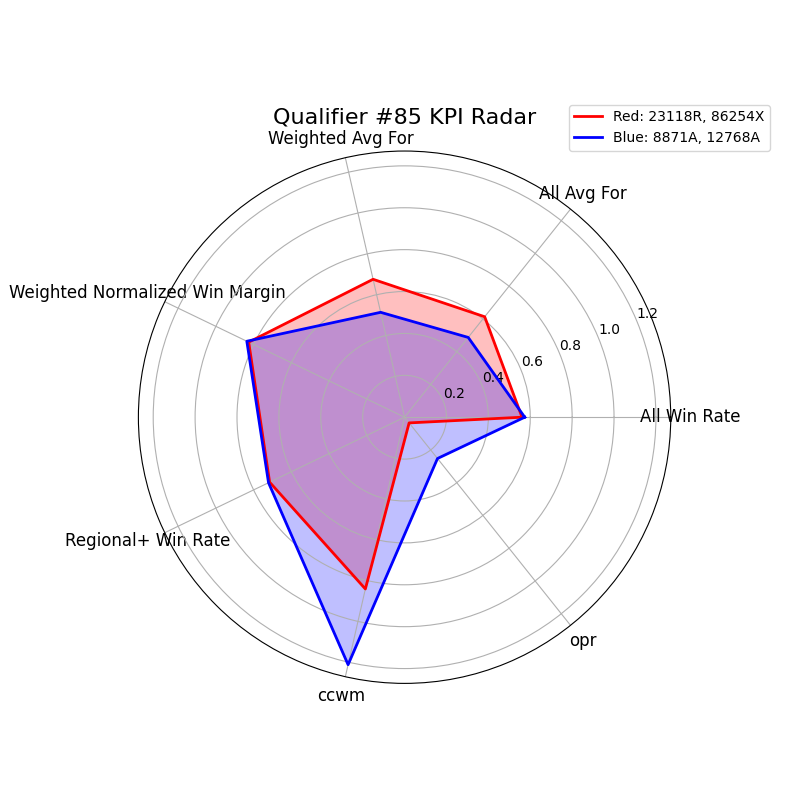 Qualifier #85 KPI Radar
Red: 23118R, 86254X
Blue: 8871A, 12768A
Weighted Avg For
All Avg For
Weighted Normalized Win Margin
1.2
1.0
0.8
0.6
0.4
0.2
All Win Rate
Regional+ Win Rate
opr
ccwm